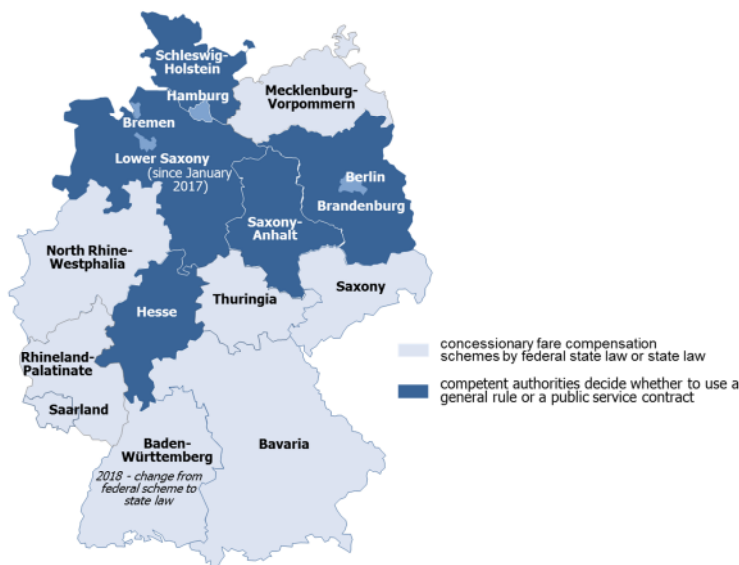 Schleswig-
Holstein
Hamburg
Mecklenburg-
Vorpommern
Bremen
Lower Saxony
(since January
2017)
Berlin
Brandenburg
Saxony-
Anhalt
North Rhine-
Westphalia
Hesse
Thuringia
Saxony
Rhineland-
Palatinate
Saarland
Baden-
Württemberg
2018 - change from
federal scheme to
state law
Bavaria
concessionary fare compensation
schemes by federal state law or state law
competent authorities decide whether to use a
general rule or a public service contract